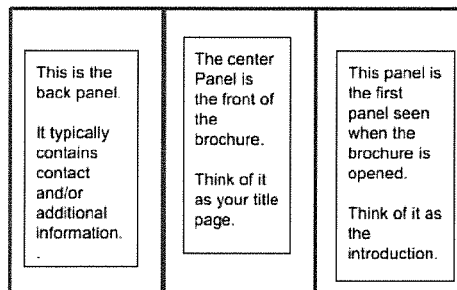 This is the
back panel.
It typically
contains
contact
and/or
additional
information.
.
The center
Panel is
the front of
the
brochure.
Think of it
as your title
page.
This panel is
the first
panel seen
when the
brochure is
opened.
Think of it as
the
introduction.